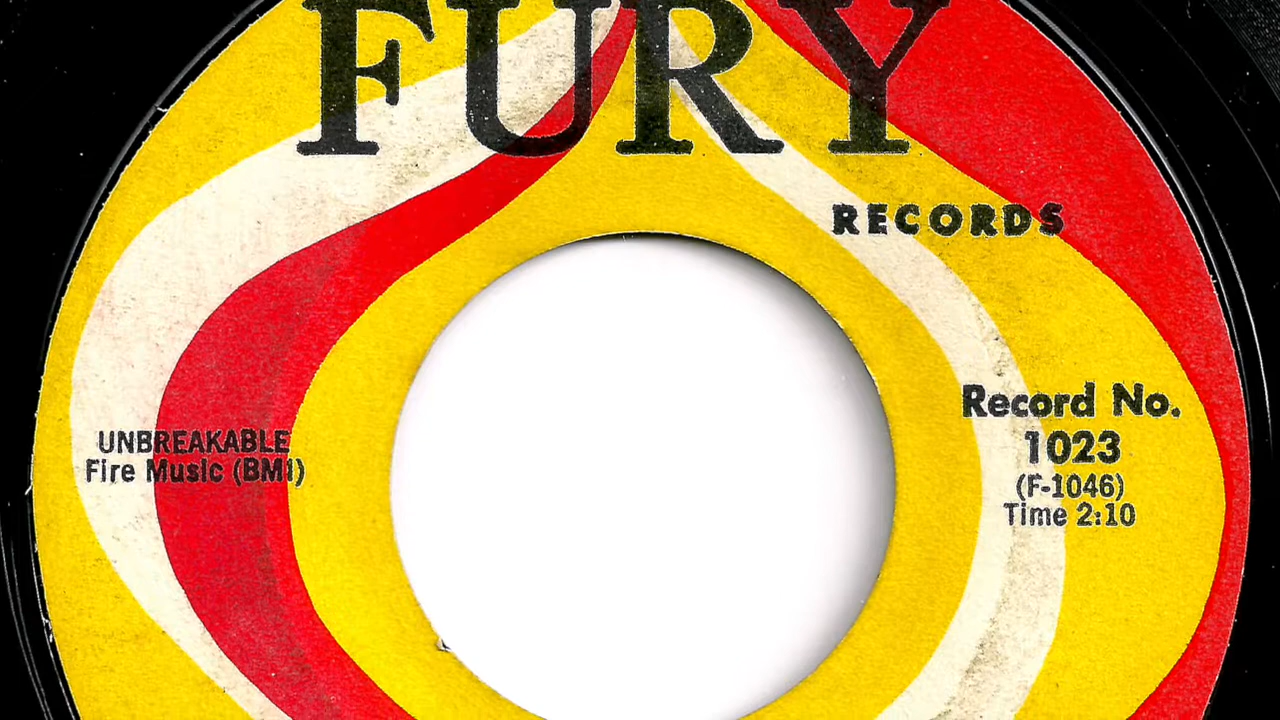 FURY
RECORDS
UNBREAKABLE
Fire Music (BMI)
Record No.
1023
(F-1046)
Time 2:10